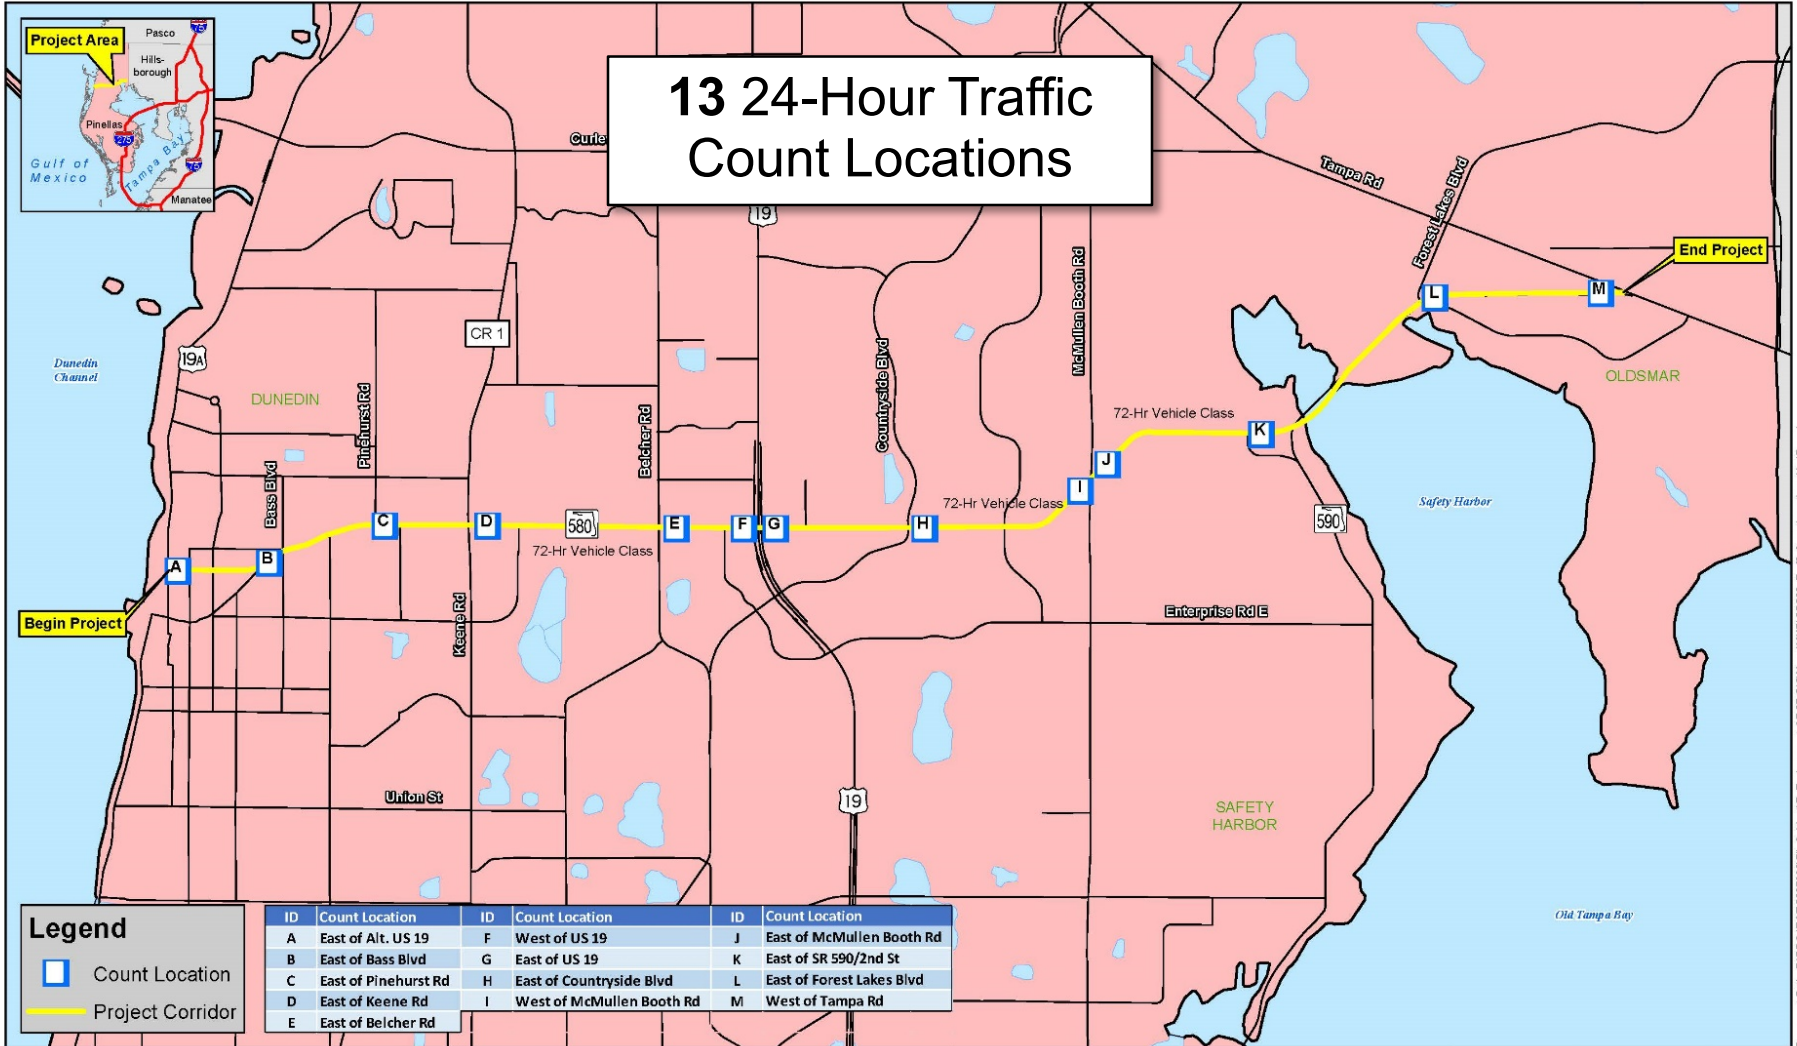 13 24-Hour Traffic
Count Locations
Project Area
Pasco
75
Hills-
borough
Pinellas
275
Tampa Bay
75
Gulf of
Mexico
Manatee
Curle
19
Tampa Rd
Forest Lakes Blvd
End Project
McMullen Booth Rd
L
M
CR 1
19A
Dunedin
Channel
DUNEDIN
Pinehurst Rd
Countryside Blvd
OLDSMAR
Belcher Rd
72-Hr Vehicle Class
K
Bass Blvd
J
I
72-Hr Vehicle Class
Safety Harbor
C
D
580
E
F
G
H
590
72-Hr Vehicle Class
A
B
Begin Project
Keene Rd
Enterprise Rd E
Union St
19
SAFETY
HARBOR
Old Tampa Bay
Legend
Count Location
Project Corridor
ID Count Location ID Count Location ID Count Location
A East of Alt. US 19 F West of US 19 J East of McMullen Booth Rd
B East of Bass Blvd G East of US 19 K East of SR 590/2nd St
C East of Pinehurst Rd H East of Countryside Blvd L East of Forest Lakes Blvd
D East of Keene Rd I West of McMullen Booth Rd M West of Tampa Rd
E East of Belcher Rd